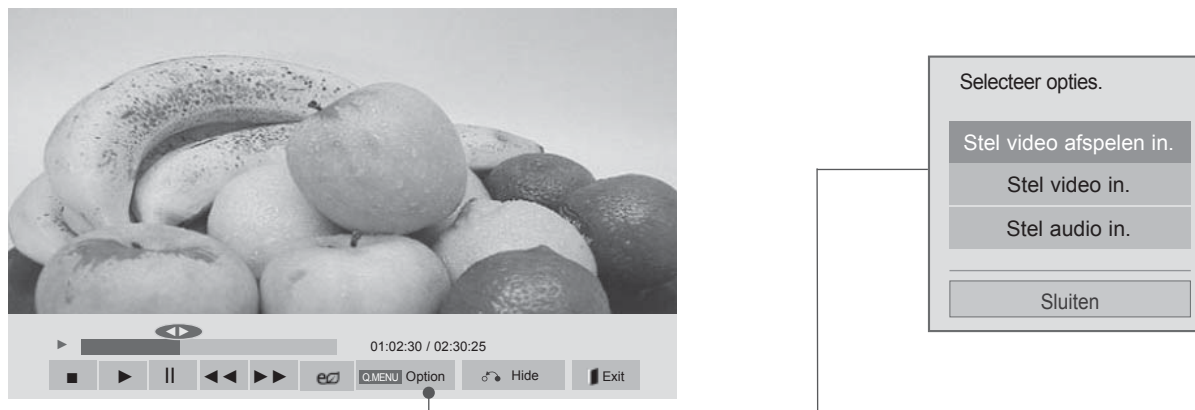 01:02:30 / 02:30:25
Q.MENU Option Hide Exit
Selecteer opties.
Stel video afspelen in.
Stel video in.
Stel audio in.
Sluiten